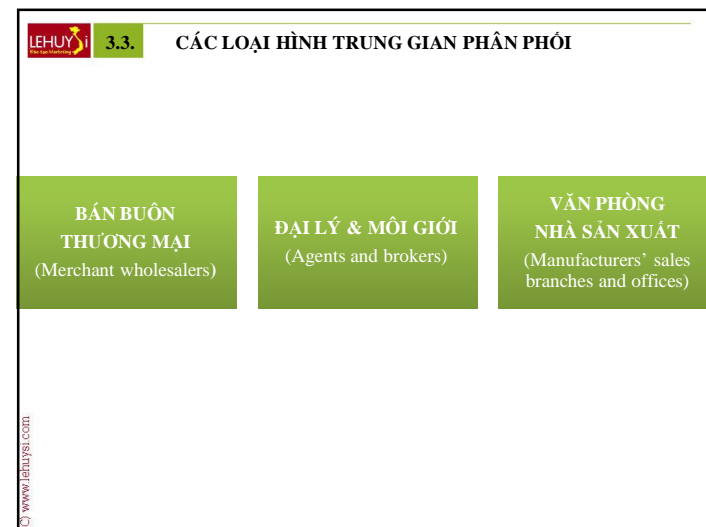 LEHUYSi
3.3.
CÁC LOẠI HÌNH TRUNG GIAN PHÂN PHỐI
BÁN BUÔN
THƯƠNG MẠI
(Merchant wholesalers)
ĐẠI LÝ & MÔI GIỚI
(Agents and brokers)
VĂN PHÒNG
NHÀ SẢN XUẤT
(Manufacturers’ sales
branches and offices)
C) www.lehuysi.com